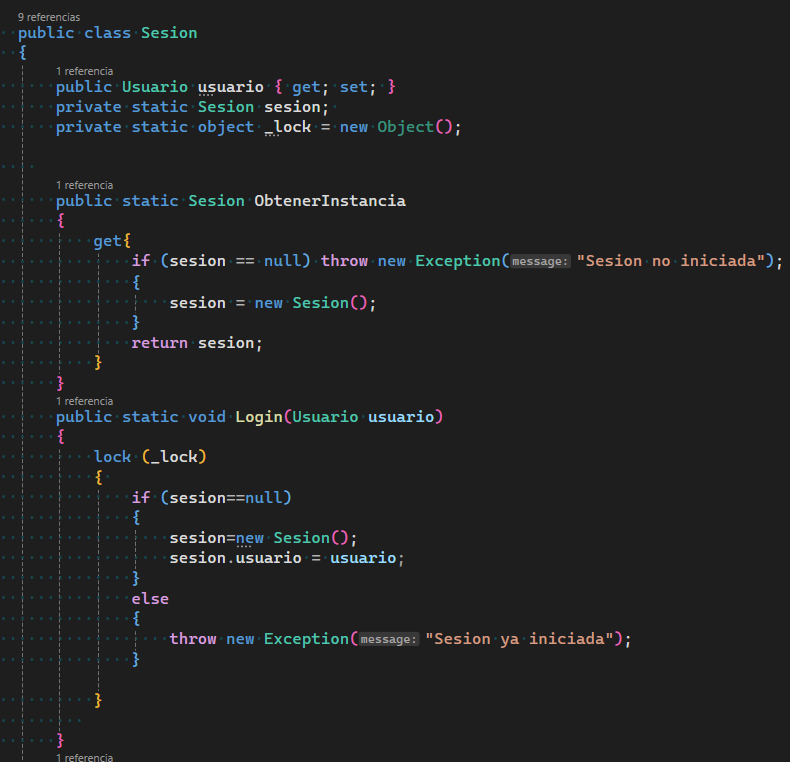 9 referencias
public class Sesion
{
1 referencia
public Usuario usuario { get; set; }
private static Sesion sesion;
private static object _lock = new Object();
1 referencia
public static Sesion ObtenerInstancia
{
get{
if (sesion == null) throw new Exception(message: "Sesion no iniciada");
{
sesion = new Sesion();
}
return sesion;
}
}
1 referencia
public static void Login(Usuario usuario)
{
lock (_lock)
{
if (sesion==null)
{
sesion=new Sesion();
sesion.usuario = usuario;
}
else
{
throw new Exception(message: "Sesion ya iniciada");
}
}
}
1 referencia